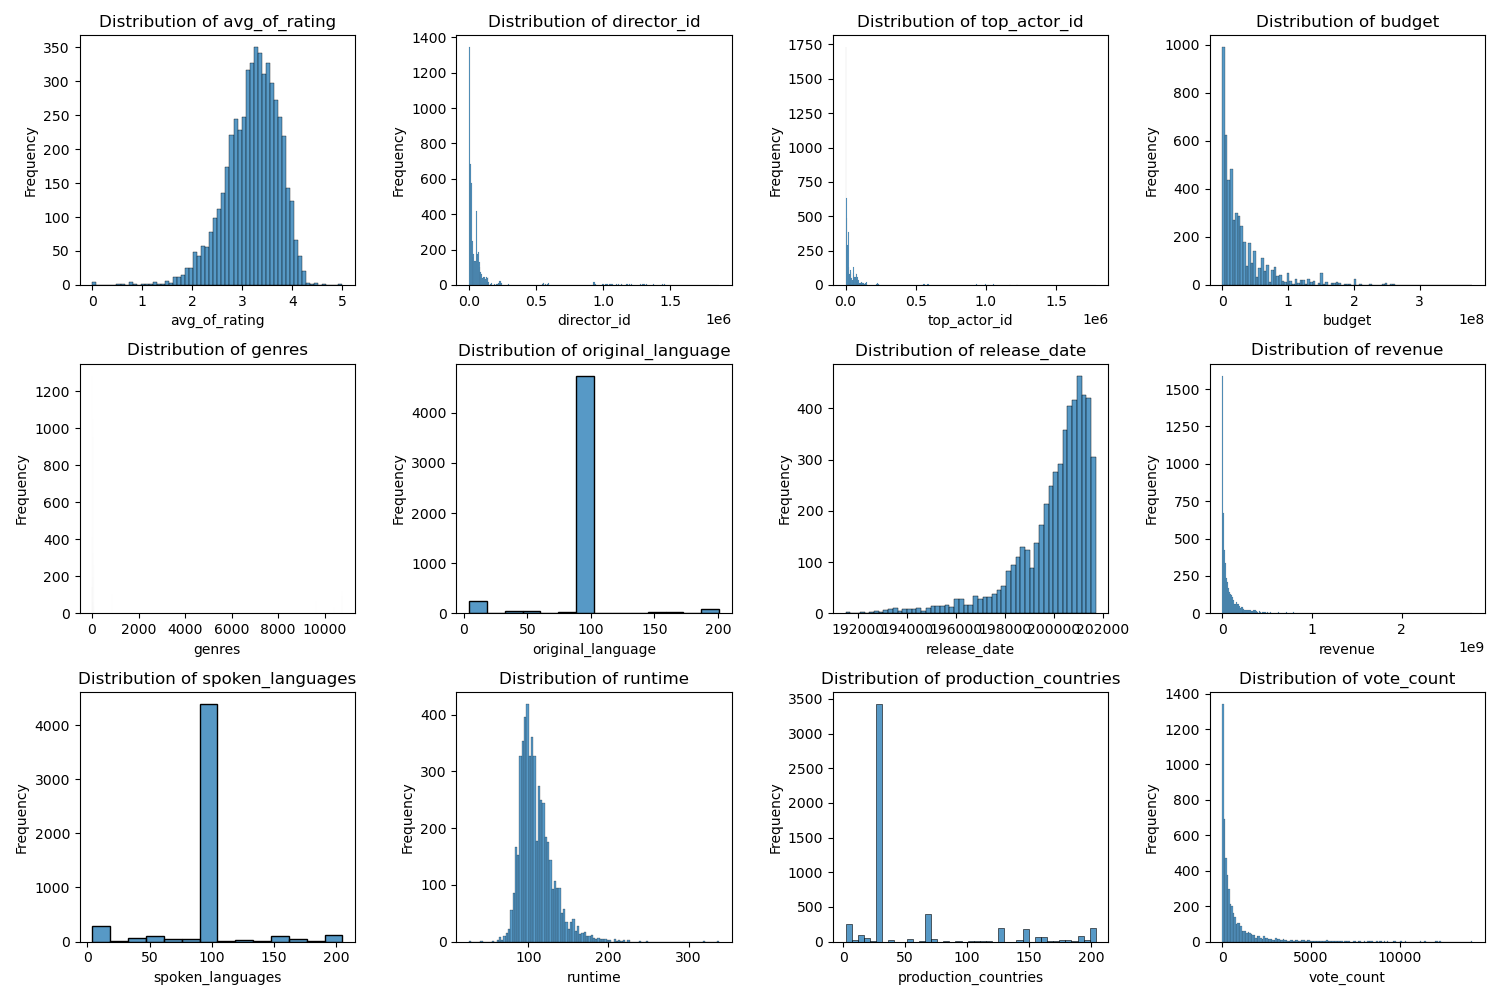 Distribution of avg_of_rating
350
300
250
200
150
100
50
0
Frequency
0 1 2 3 4 5
avg_of_rating
Distribution of director_id
1400
1200
1000
800
600
400
200
0
Frequency
0.0 0.5 1.0 1.5
1e6
director_id
Distribution of top_actor_id
1750
1500
1250
1000
750
500
250
0
Frequency
0.0 0.5 1.0 1.5
1e6
top_actor_id
Distribution of budget
1000
800
600
400
200
0
Frequency
0 1 2 3
1e8
budget
Distribution of genres
1200
1000
800
600
400
200
0
Frequency
0 2000 4000 6000 8000 10000
genres
Distribution of original_language
4000
3000
2000
1000
0
Frequency
0 50 100 150 200
original_language
Distribution of release_date
400
300
200
100
0
Frequency
192000 194000 196000 198000 200000 202000
release_date
Distribution of revenue
1500
1250
1000
750
500
250
0
Frequency
0 1 2
1e9
revenue
Distribution of spoken_languages
4000
3000
2000
1000
0
Frequency
0 50 100 150 200
spoken_languages
Distribution of runtime
400
300
200
100
0
Frequency
100 200 300
runtime
Distribution of production_countries
3500
3000
2500
2000
1500
1000
500
0
Frequency
0 50 100 150 200
production_countries
Distribution of vote_count
1400
1200
1000
800
600
400
200
0
Frequency
0 5000 10000
vote_count